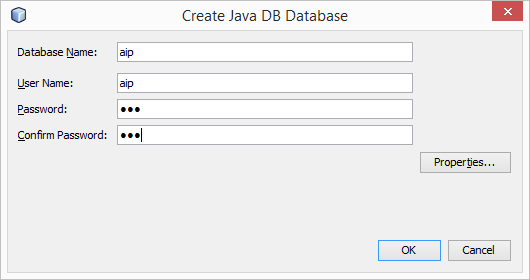 Create Java DB Database
Database Name: aip
User Name: aip
Password: ●●●
Confirm Password: ●●●
Properties...
OK Cancel